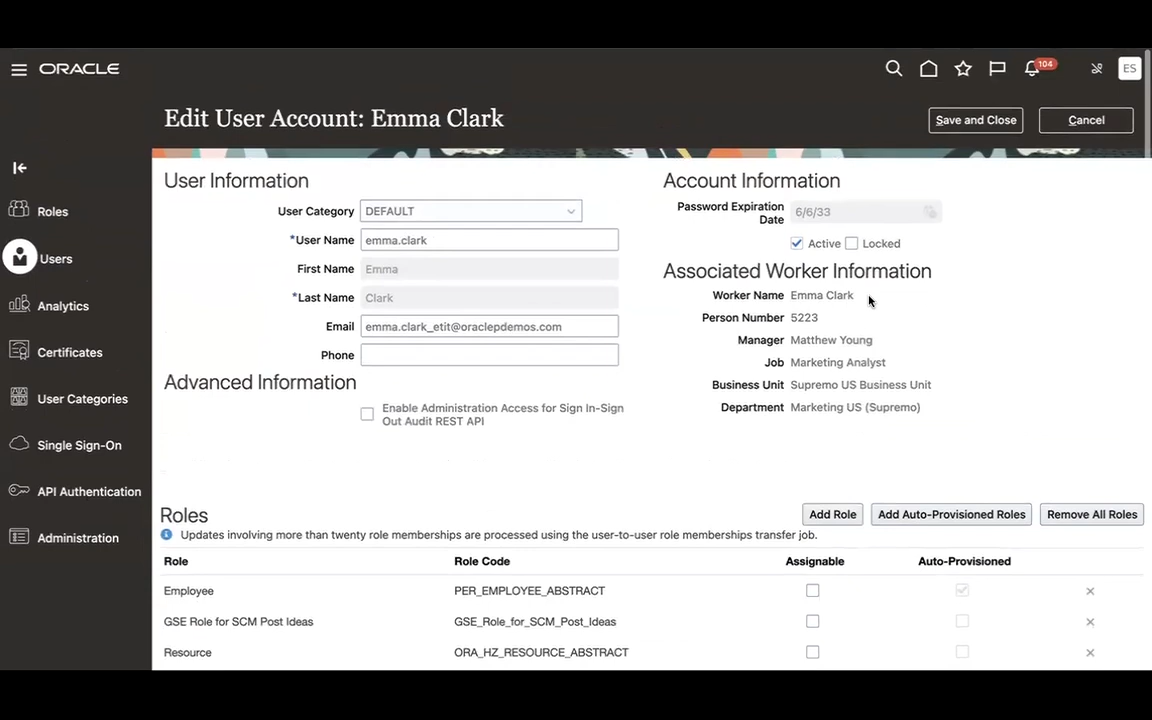 ORACLE
104
ES
Edit User Account: Emma Clark
Save and Close
Cancel
Roles
Users
Analytics
Certificates
User Categories
Single Sign-On
API Authentication
Administration
User Information
User Category DEFAULT
*User Name emma.clark
First Name Emma
*Last Name Clark
Email emma.clark_etit@oraclepdemos.com
Phone
Advanced Information
Enable Administration Access for Sign In-Sign
Out Audit REST API
Account Information
Password Expiration
Date
6/6/33
Active Locked
Associated Worker Information
Worker Name Emma Clark
Person Number 5223
Manager Matthew Young
Job Marketing Analyst
Business Unit Supremo US Business Unit
Department Marketing US (Supremo)
Roles
Add Role Add Auto-Provisioned Roles Remove All Roles
Updates involving more than twenty role memberships are processed using the user-to-user role memberships transfer job.
Role Role Code Assignable Auto-Provisioned
Employee PER_EMPLOYEE_ABSTRACT
GSE Role for SCM Post Ideas GSE_Role_for_SCM_Post_Ideas
Resource ORA_HZ_RESOURCE_ABSTRACT